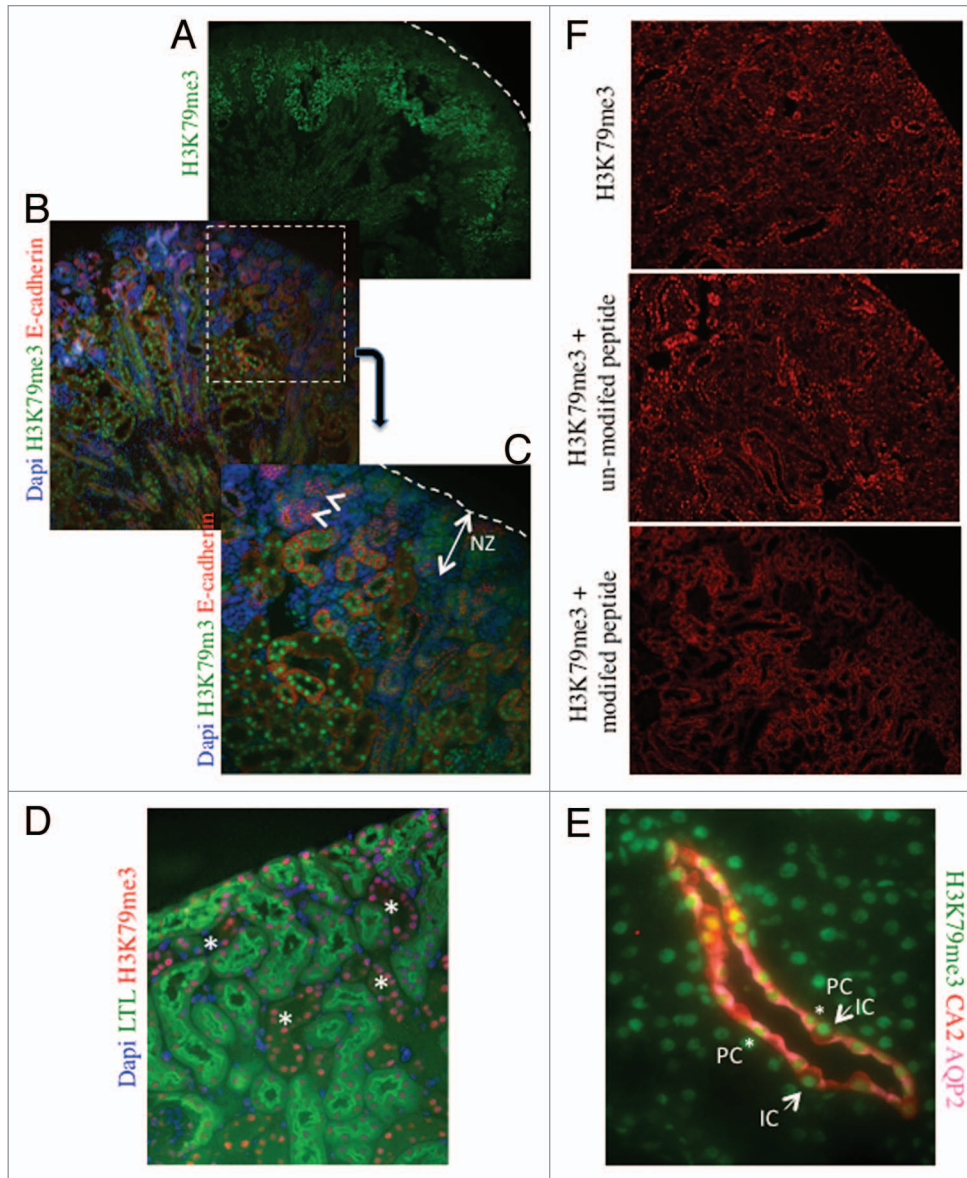 A
H3K79me3
B
Dapi H3K79me3 E-cadherin
C
NZ
Dapi H3K79m3 E-cadherin
F
H3K79me3
H3K79me3 +
un-modifed peptide
H3K79me3 +
modifed peptide
D
Dapi LTL H3K79me3
*
*
*
*
E
PC
*
IC
PC
*
IC
H3K79me3 CA2 AQP2